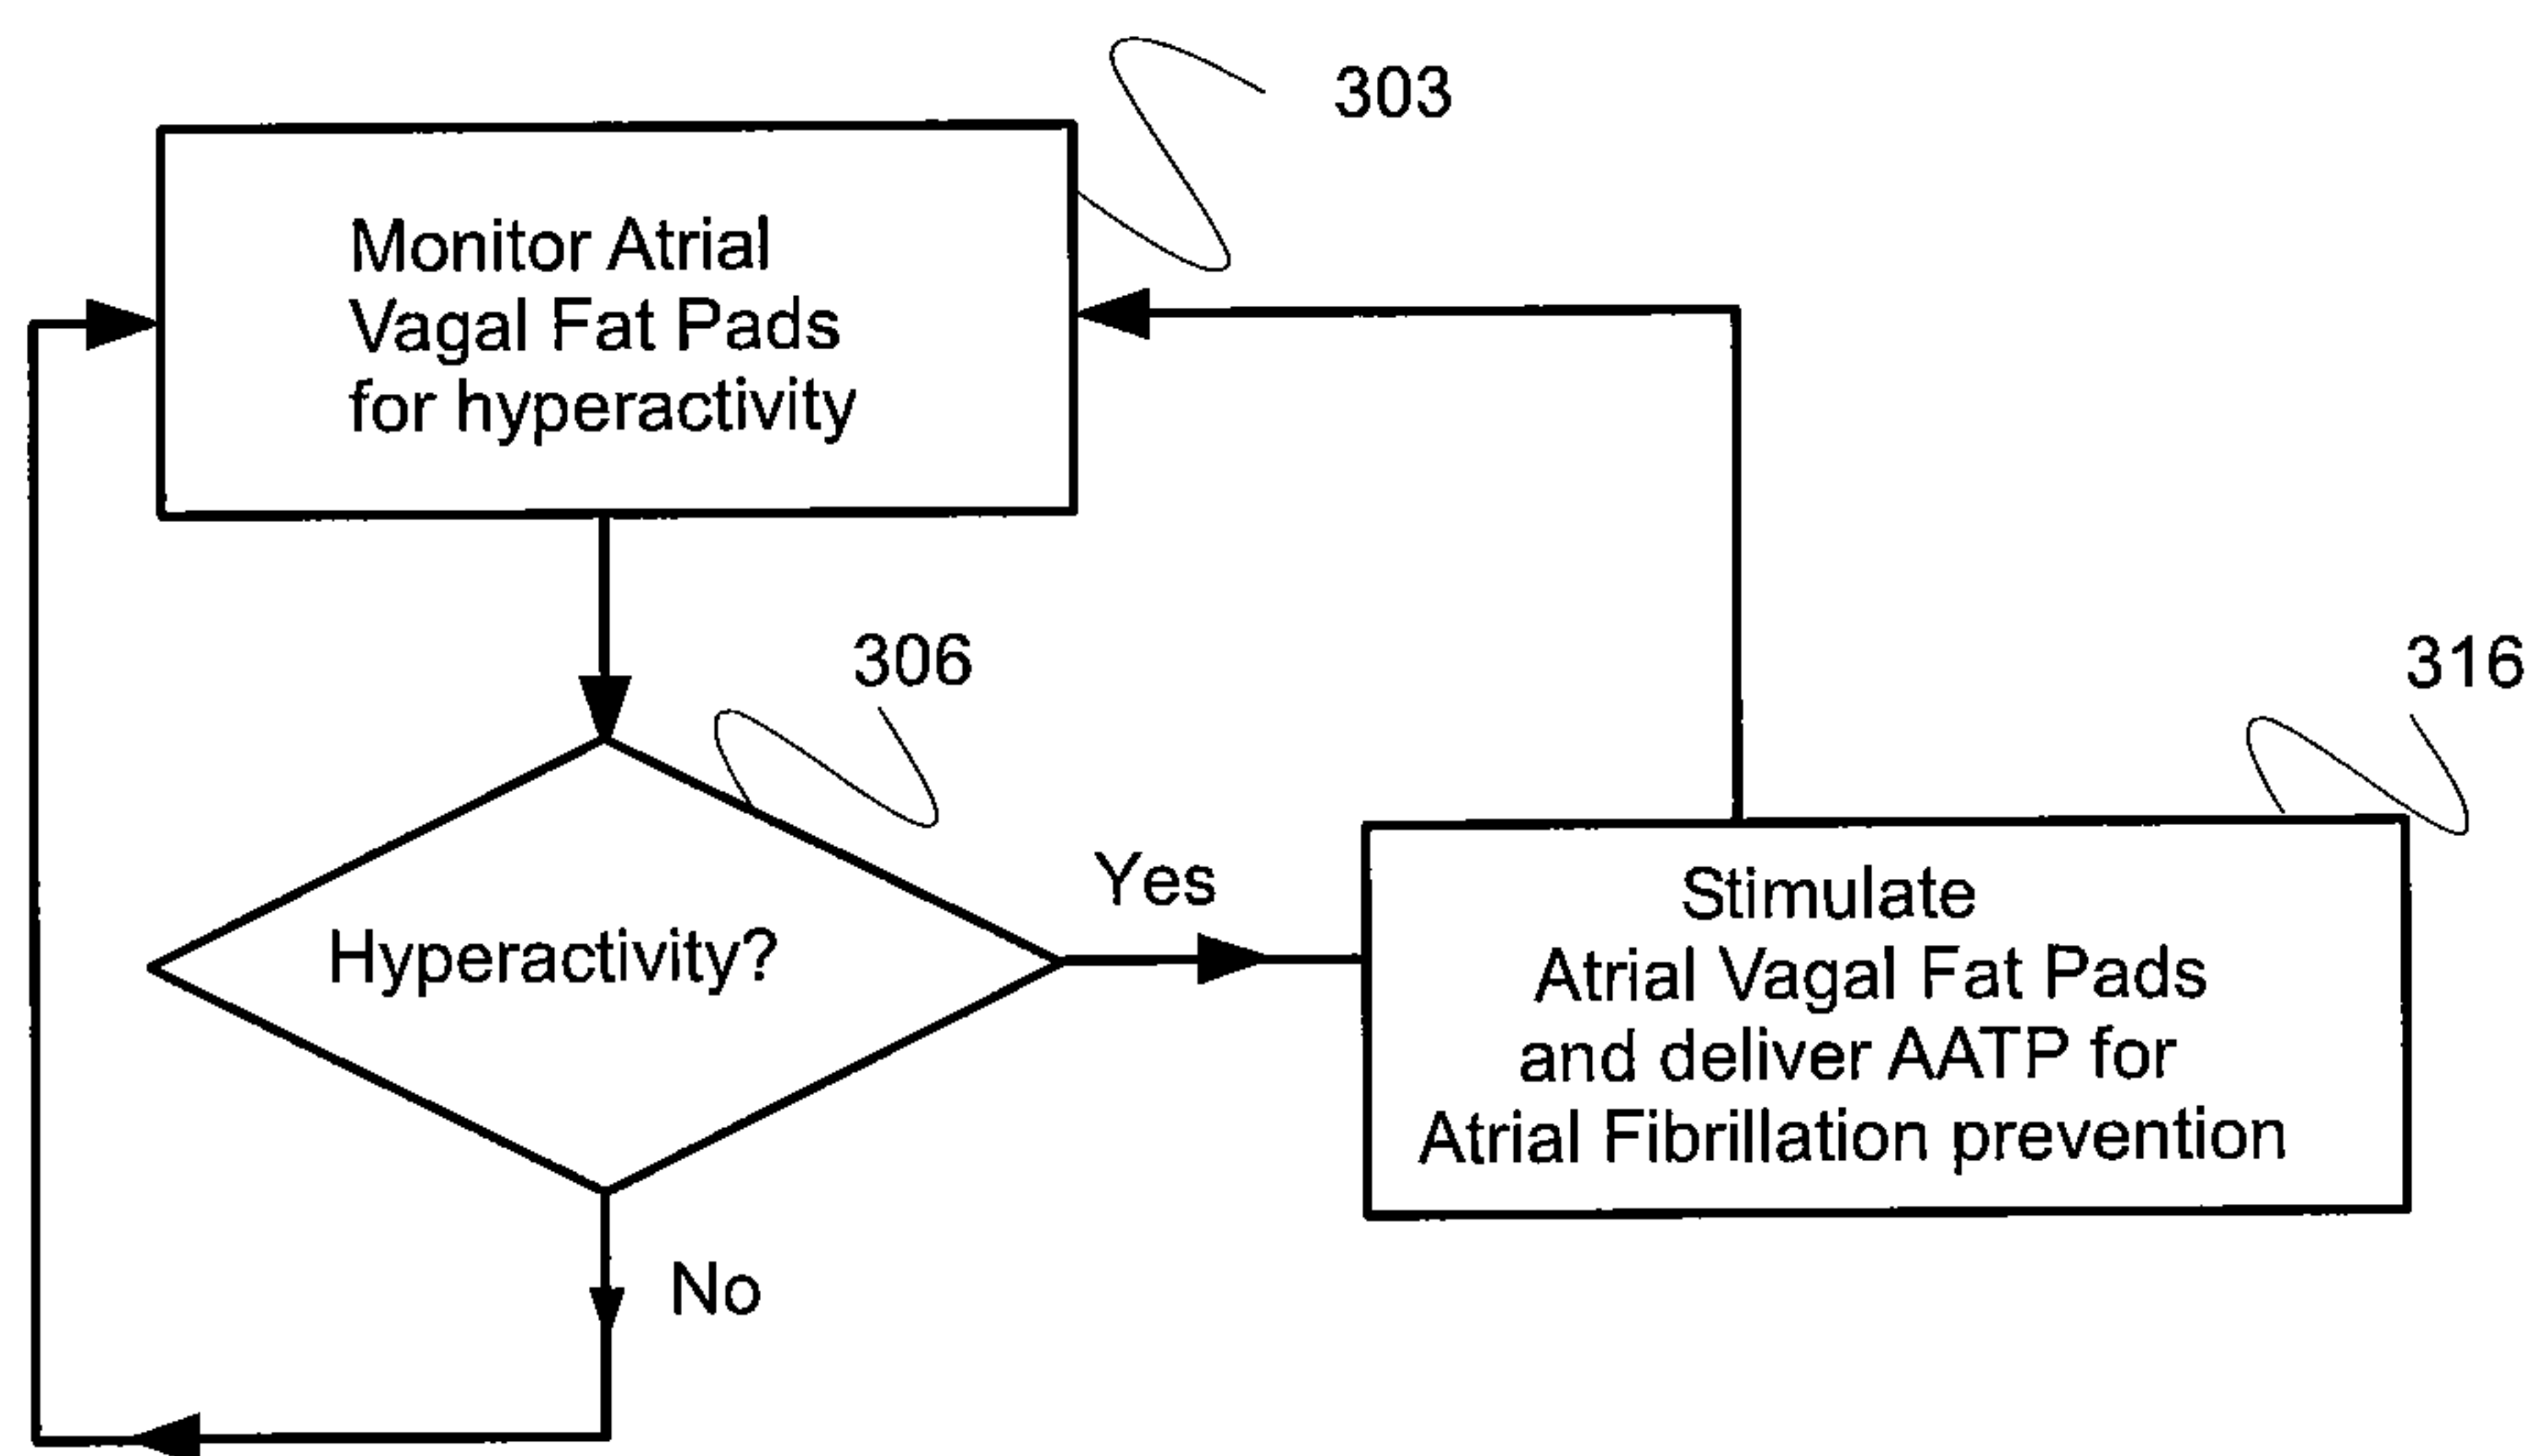 303
Monitor Atrial
Vagal Fat Pads
for hyperactivity
306
316
Yes
Hyperactivity?
Stimulate
Atrial Vagal Fat Pads
and deliver AATP for
Atrial Fibrillation prevention
No